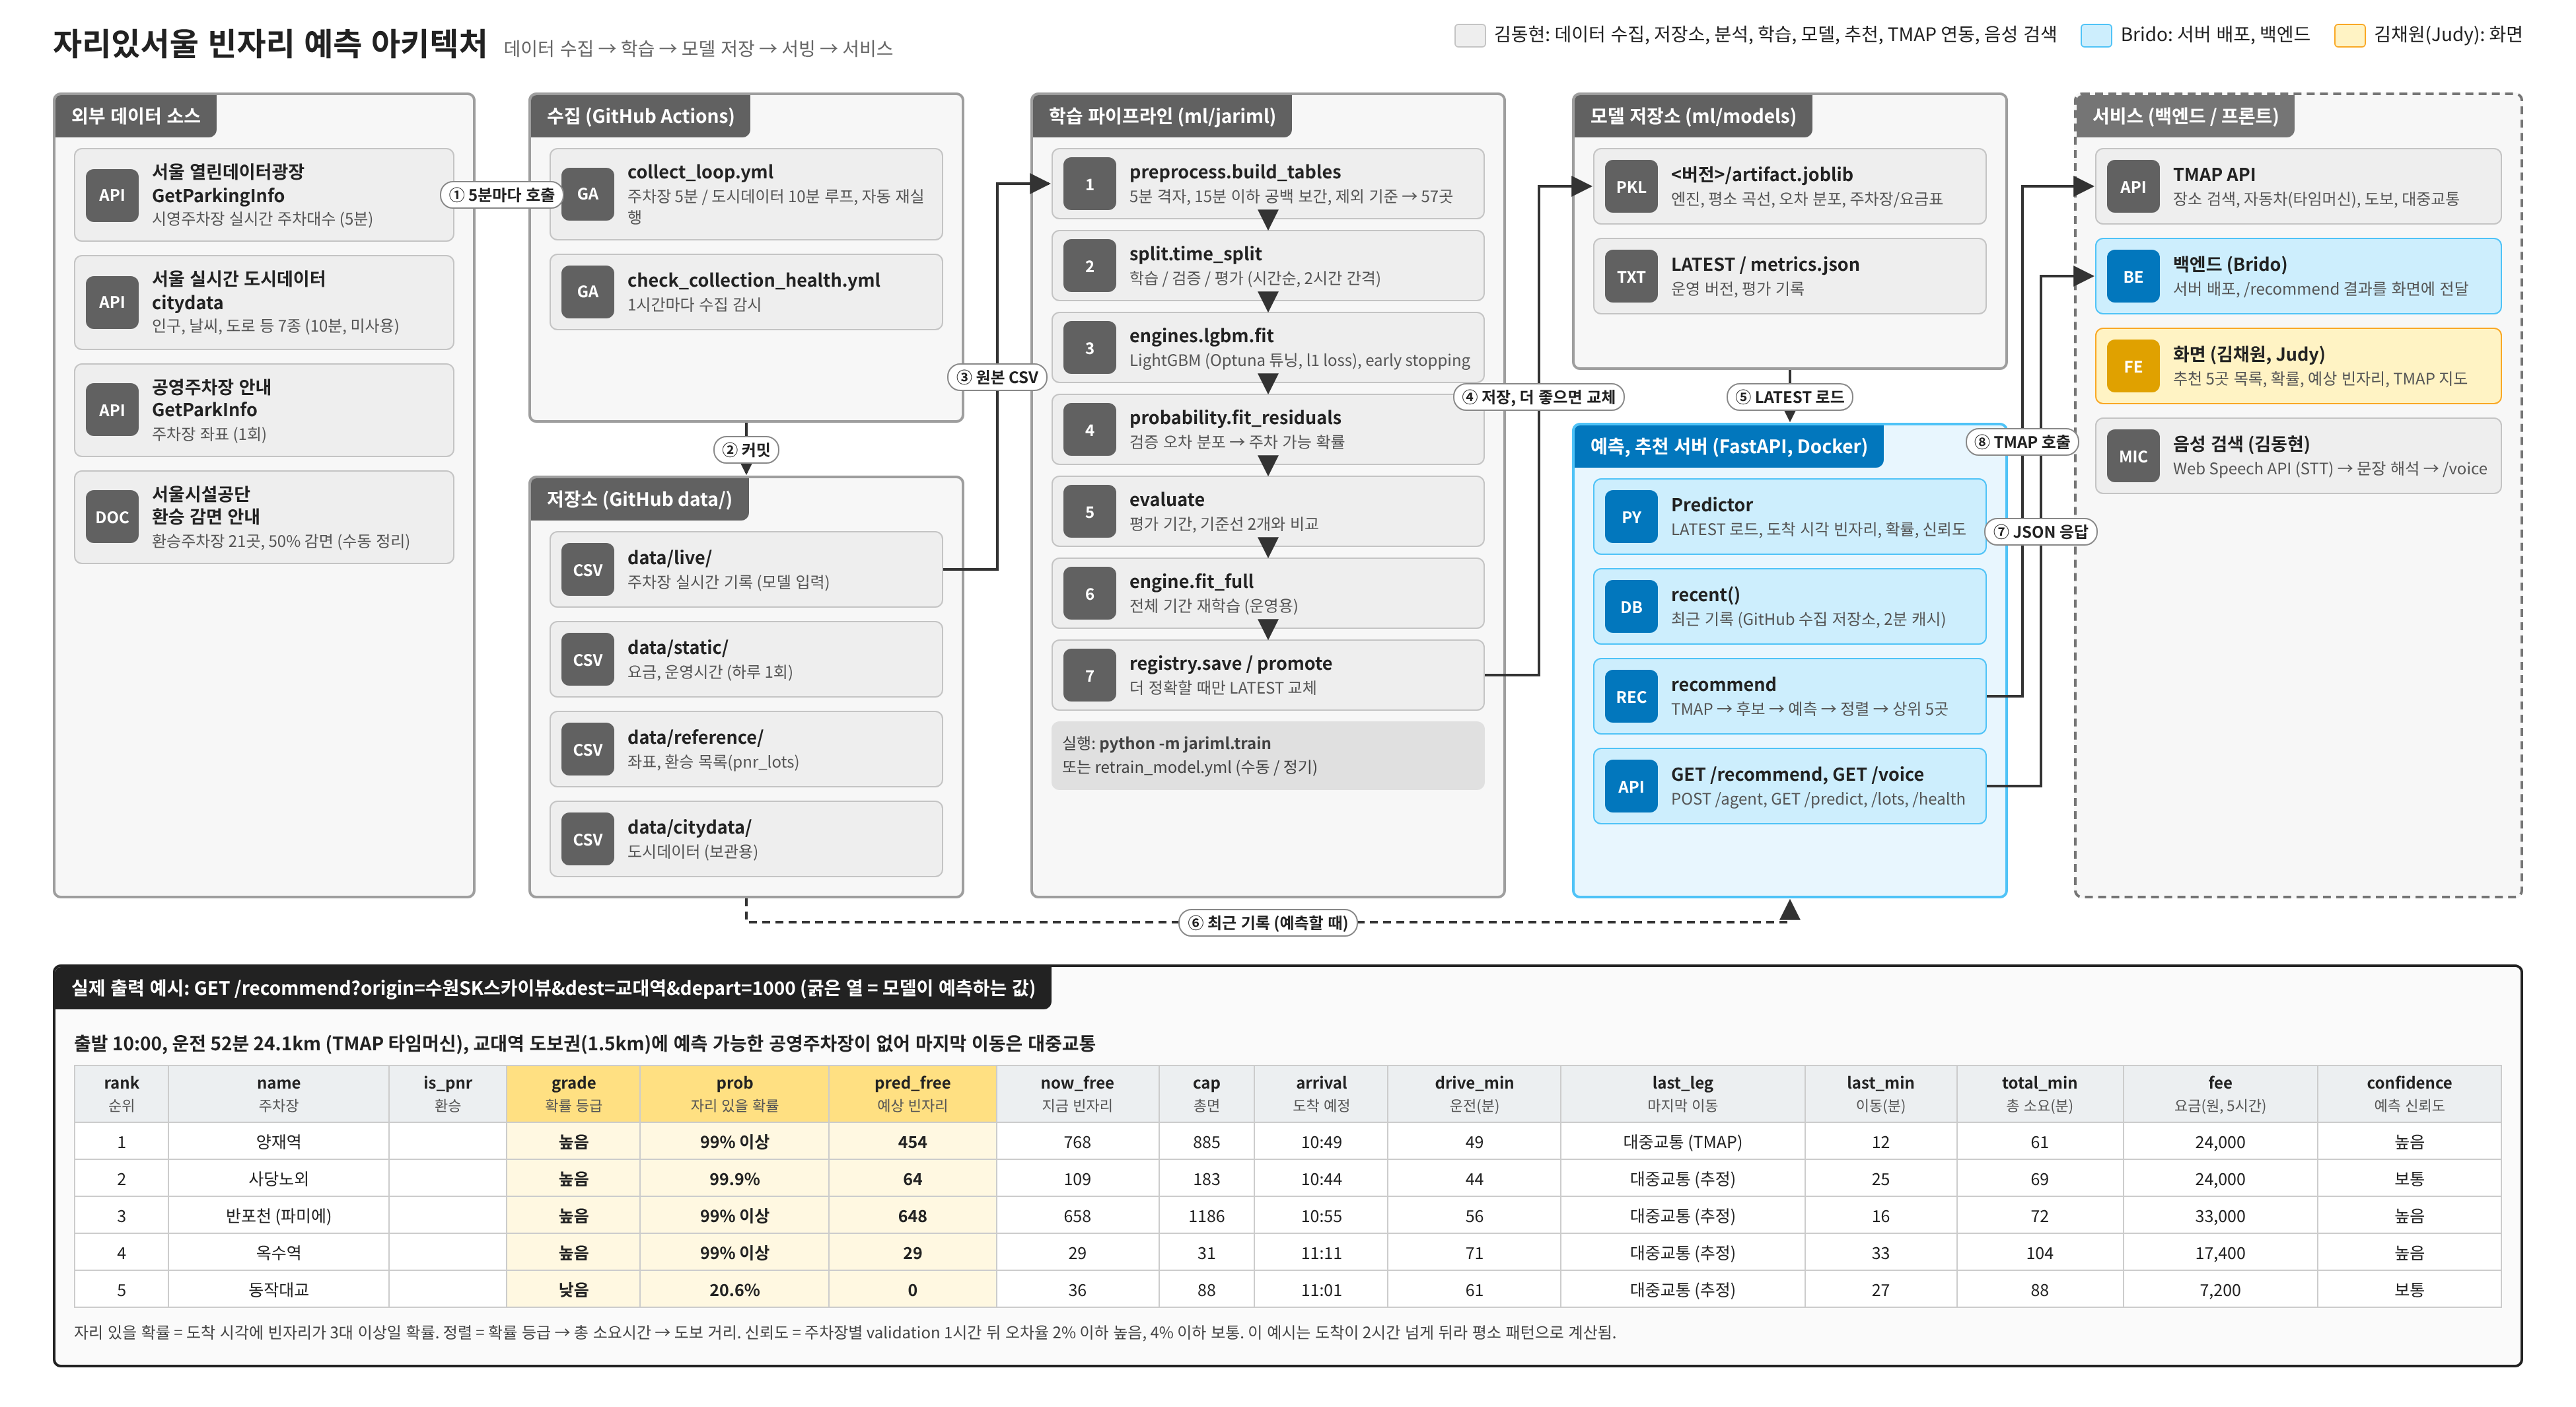 자리있서울 빈자리 예측 아키텍처
데이터 수집 → 학습 → 모델 저장 → 서빙 → 서비스
김동현: 데이터 수집, 저장소, 분석, 학습, 모델, 추천, TMAP 연동, 음성 검색
Brido: 서버 배포, 백엔드
김채원(Judy): 화면
외부 데이터 소스
API
서울 열린데이터광장
GetParkingInfo
시영주차장 실시간 주차대수 (5분)
API
서울 실시간 도시데이터
citydata
인구, 날씨, 도로 등 7종 (10분, 미사용)
API
공영주차장 안내
GetParkInfo
주차장 좌표 (1회)
DOC
서울시설공단
환승 감면 안내
환승주차장 21곳, 50% 감면 (수동 정리)
① 5분마다 호출
수집 (GitHub Actions)
GA
collect_loop.yml
주차장 5분 / 도시데이터 10분 루프, 자동 재실
행
GA
check_collection_health.yml
1시간마다 수집 감시
② 커밋
저장소 (GitHub data/)
CSV
data/live/
주차장 실시간 기록 (모델 입력)
CSV
data/static/
요금, 운영시간 (하루 1회)
CSV
data/reference/
좌표, 환승 목록(pnr_lots)
CSV
data/citydata/
도시데이터 (보관용)
③ 원본 CSV
학습 파이프라인 (ml/jariml)
1
preprocess.build_tables
5분 격자, 15분 이하 공백 보간, 제외 기준 → 57곳
2
split.time_split
학습 / 검증 / 평가 (시간순, 2시간 간격)
3
engines.lgbm.fit
LightGBM (Optuna 튜닝, l1 loss), early stopping
4
probability.fit_residuals
검증 오차 분포 → 주차 가능 확률
5
evaluate
평가 기간, 기준선 2개와 비교
6
engine.fit_full
전체 기간 재학습 (운영용)
7
registry.save / promote
더 정확할 때만 LATEST 교체
실행: python -m jariml.train
또는 retrain_model.yml (수동 / 정기)
④ 저장, 더 좋으면 교체
모델 저장소 (ml/models)
PKL
<버전>/artifact.joblib
엔진, 평소 곡선, 오차 분포, 주차장/요금표
TXT
LATEST / metrics.json
운영 버전, 평가 기록
⑤ LATEST 로드
예측, 추천 서버 (FastAPI, Docker)
PY
Predictor
LATEST 로드, 도착 시각 빈자리, 확률, 신뢰도
DB
recent()
최근 기록 (GitHub 수집 저장소, 2분 캐시)
REC
recommend
TMAP → 후보 → 예측 → 정렬 → 상위 5곳
API
GET /recommend, GET /voice
POST /agent, GET /predict, /lots, /health
⑧ TMAP 호출
⑦ JSON 응답
서비스 (백엔드 / 프론트)
API
TMAP API
장소 검색, 자동차(타임머신), 도보, 대중교통
BE
백엔드 (Brido)
서버 배포, /recommend 결과를 화면에 전달
FE
화면 (김채원, Judy)
추천 5곳 목록, 확률, 예상 빈자리, TMAP 지도
MIC
음성 검색 (김동현)
Web Speech API (STT) → 문장 해석 → /voice
⑥ 최근 기록 (예측할 때)
실제 출력 예시: GET /recommend?origin=수원SK스카이뷰&dest=교대역&depart=1000 (굵은 열 = 모델이 예측하는 값)
출발 10:00, 운전 52분 24.1km (TMAP 타임머신), 교대역 도보권(1.5km)에 예측 가능한 공영주차장이 없어 마지막 이동은 대중교통
rank name is_pnr grade prob pred_free now_free cap arrival drive_min last_leg last_min total_min fee confidence
순위 주차장 환승 확률 등급 자리 있을 확률 예상 빈자리 지금 빈자리 총면 도착 예정 운전(분) 마지막 이동 이동(분) 총 소요(분) 요금(원, 5시간) 예측 신뢰도
1 양재역 높음 99% 이상 454 768 885 10:49 49 대중교통 (TMAP) 12 61 24,000 높음
2 사당노외 높음 99.9% 64 109 183 10:44 44 대중교통 (추정) 25 69 24,000 보통
3 반포천 (파미에) 높음 99% 이상 648 658 1186 10:55 56 대중교통 (추정) 16 72 33,000 높음
4 옥수역 높음 99% 이상 29 29 31 11:11 71 대중교통 (추정) 33 104 17,400 높음
5 동작대교 낮음 20.6% 0 36 88 11:01 61 대중교통 (추정) 27 88 7,200 보통
자리 있을 확률 = 도착 시각에 빈자리가 3대 이상일 확률. 정렬 = 확률 등급 → 총 소요시간 → 도보 거리. 신뢰도 = 주차장별 validation 1시간 뒤 오차율 2% 이하 높음, 4% 이하 보통. 이 예시는 도착이 2시간 넘게 뒤라 평소 패턴으로 계산됨.